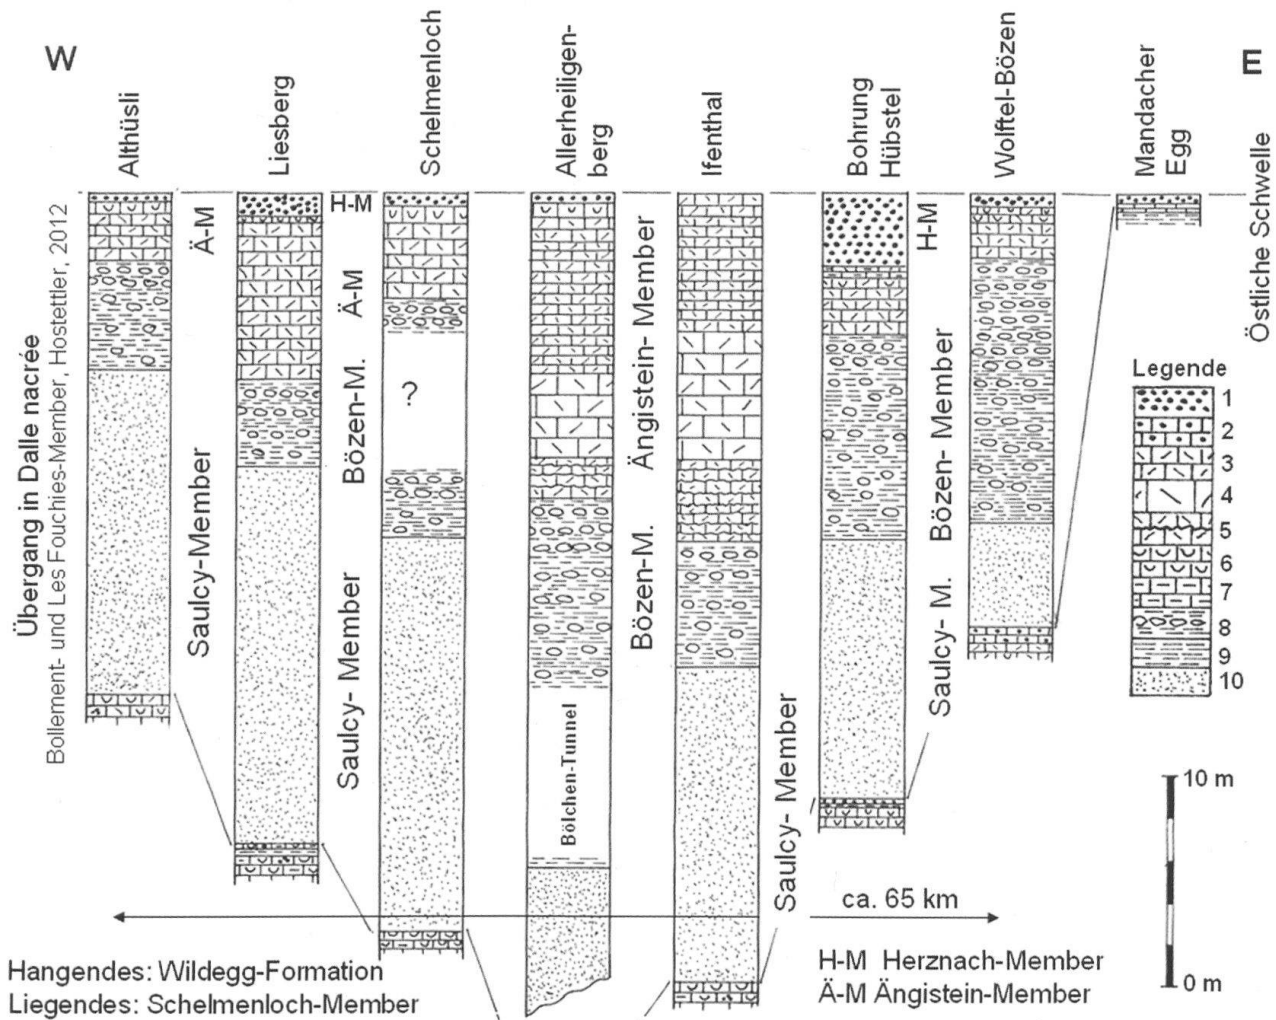 W
E
Althüsli
Liesberg
Schelmenloch
Allerheiligen-
berg
Ifenthal
Bohrung
Hübstel
Wolftel-Bözen
Mandacher
Egg
Östliche Schwelle
Übergang in Dalle nacrée
Bollement- und Les Fouchies-Member, Hostettler, 2012
Ä-M
Saulcy-Member
H-M
Ä-M
Bözen-M.
Saulcy- Member
?
Ängistein- Member
Bözen-M.
Bölchen-Tunnel
Saulcy- Member
H-M
Bözen- Member
Saulcy- M.
Legende
1
2
3
4
5
6
7
8
9
10
10 m
0 m
ca. 65 km
Hangendes: Wildegg-Formation
Liegendes: Schelmenloch-Member
H-M Herznach-Member
Ä-M Ängistein-Member